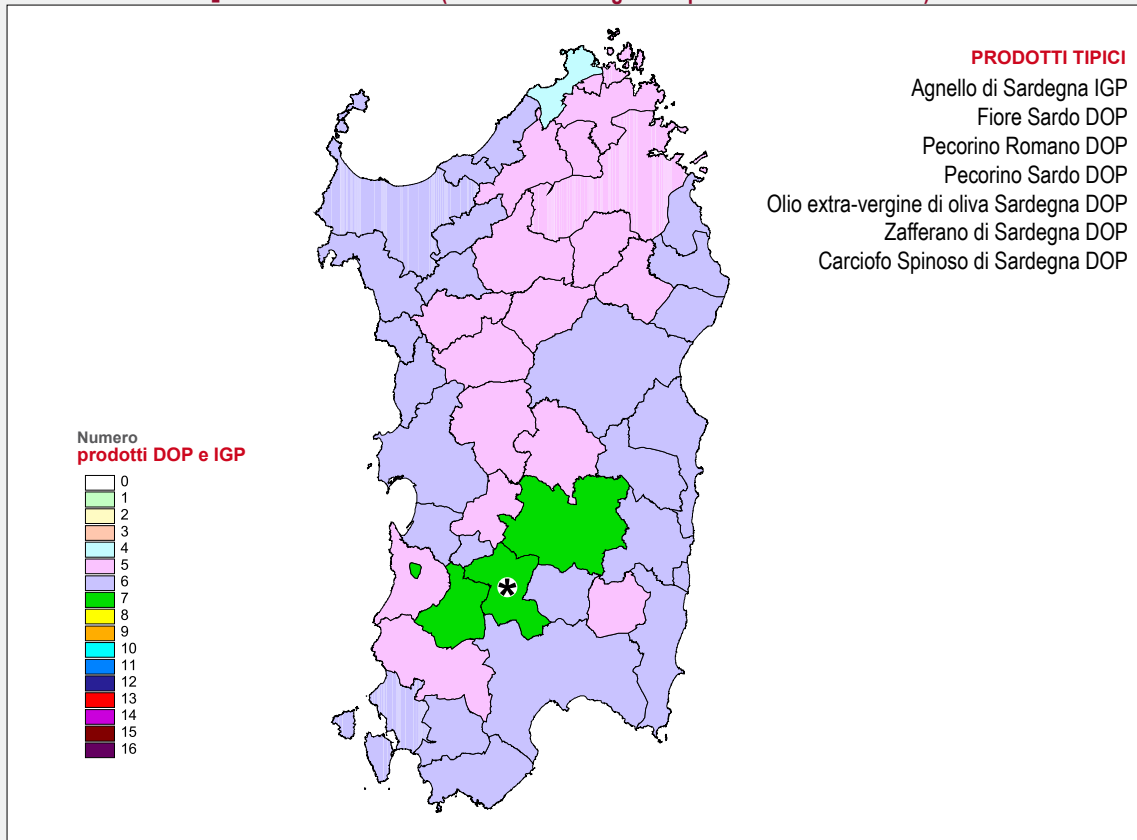 PRODOTTI TIPICI
Agnello di Sardegna IGP
Fiore Sardo DOP
Pecorino Romano DOP
Pecorino Sardo DOP
Olio extra-vergine di oliva Sardegna DOP
Zafferano di Sardegna DOP
Carciofo Spinoso di Sardegna DOP
Numero
prodotti DOP e IGP
0
1
2
3
4
5
6
7
8
9
10
11
12
13
14
15
16
*